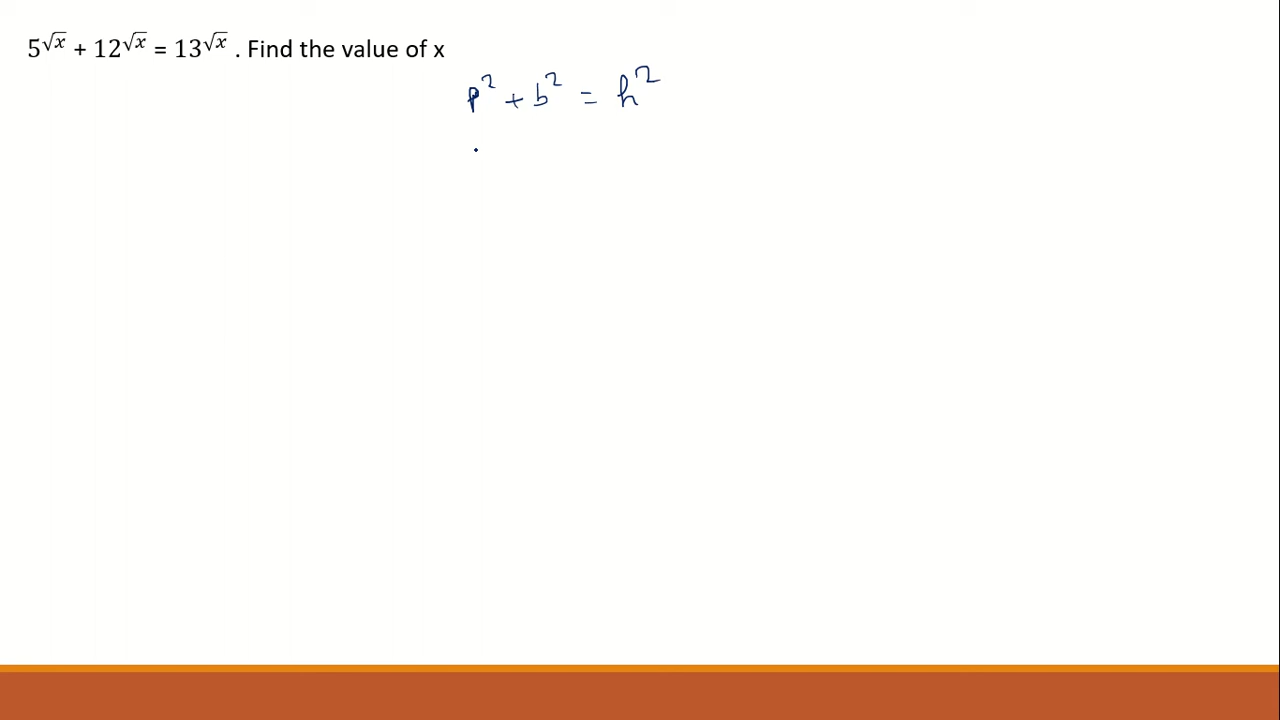 5^√x + 12^√x = 13^√x . Find the value of x
p² + b² = h²